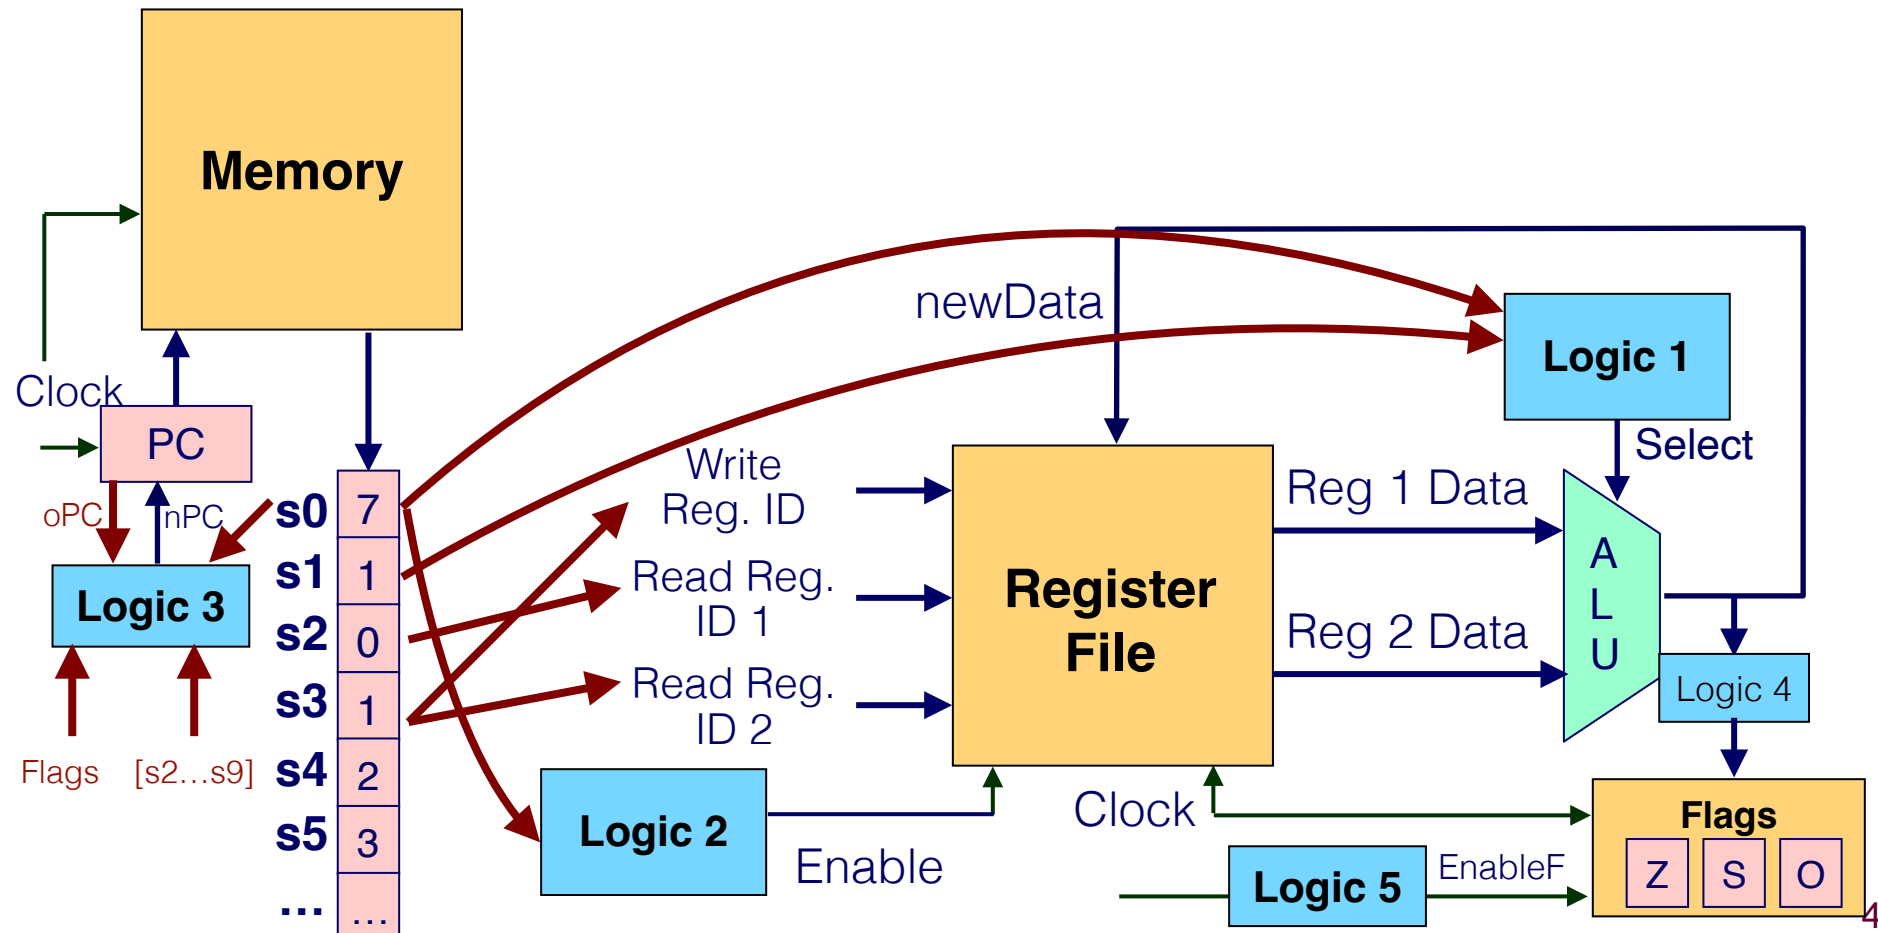 Memory
newData
Logic 1
Clock
PC
Select
Write
Reg. ID
Reg 1 Data
s0 7
oPC
nPC
s1 1
Read Reg.
ID 1
Register
File
A
L
U
Logic 3
s2 0
Reg 2 Data
s3 1
Read Reg.
ID 2
Logic 4
Flags
[s2...s9]
s4 2
Clock
Flags
s5 3
Logic 2
Enable
Logic 5
EnableF
Z S O
... ...
4